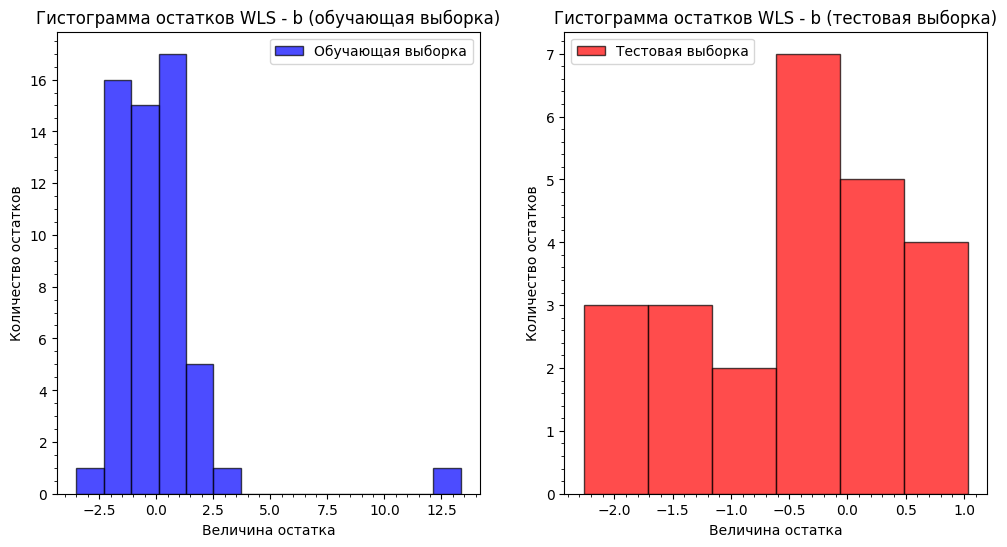 Гистограмма остатков WLS - b (обучающая выборка)
Обучающая выборка
Количество остатков
16
14
12
10
8
6
4
2
0
−2.5 0.0 2.5 5.0 7.5 10.0 12.5
Величина остатка
Гистограмма остатков WLS - b (тестовая выборка)
Тестовая выборка
Количество остатков
7
6
5
4
3
2
1
0
−2.0 −1.5 −1.0 −0.5 0.0 0.5 1.0
Величина остатка